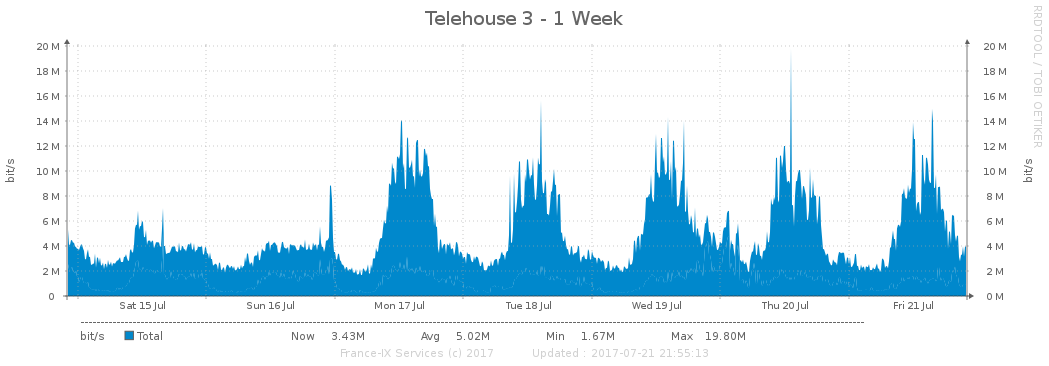 Telehouse 3 - 1 Week
RRDTOOL / TOBI OETIKER
bit/s
20 M 20 M
18 M 18 M
16 M 16 M
14 M 14 M
12 M 12 M
10 M 10 M
8 M 8 M
6 M 6 M
4 M 4 M
2 M 2 M
0 0 M
bit/s
Sat 15 Jul Sun 16 Jul Mon 17 Jul Tue 18 Jul Wed 19 Jul Thu 20 Jul Fri 21 Jul
bit/s Total Now 3.43M Avg 5.02M Min 1.67M Max 19.80M
France-IX Services (c) 2017 Updated : 2017-07-21 21:55:13